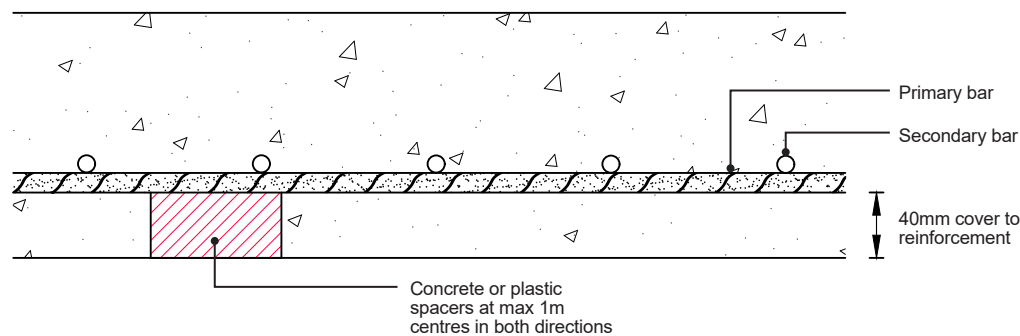 Primary bar
Secondary bar
40mm cover to
reinforcement
Concrete or plastic
spacers at max 1m
centres in both directions